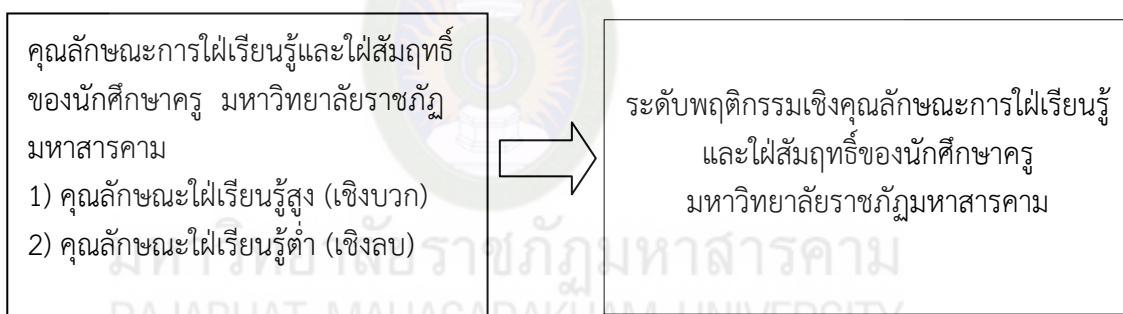 คุณลักษณะการใฝ่เรียนรู้และใฝ่สัมฤทธิ์
ของนักศึกษาครู มหาวิทยาลัยราชภัฏ
มหาสารคาม
1) คุณลักษณะใฝ่เรียนรู้สูง (เชิงบวก)
2) คุณลักษณะใฝ่เรียนรู้ต่ำ (เชิงลบ)
ระดับพฤติกรรมเชิงคุณลักษณะการใฝ่เรียนรู้
และใฝ่สัมฤทธิ์ของนักศึกษาครู
มหาวิทยาลัยราชภัฏมหาสารคาม
มหาวิทยาลัยราชภัฏมหาสารคาม
RAJABHAT MAHASARAKHAM UNIVERSITY